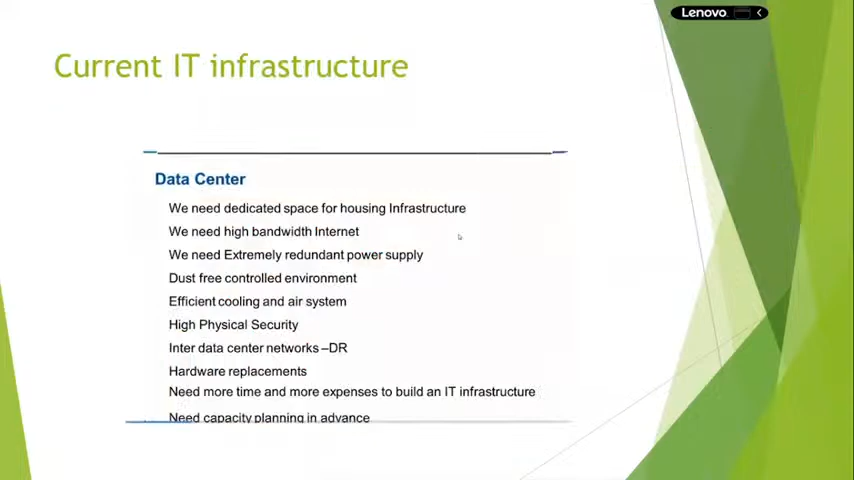 Lenovo
Current IT infrastructure
Data Center
We need dedicated space for housing Infrastructure
We need high bandwidth Internet
We need Extremely redundant power supply
Dust free controlled environment
Efficient cooling and air system
High Physical Security
Inter data center networks –DR
Hardware replacements
Need more time and more expenses to build an IT infrastructure
Need capacity planning in advance